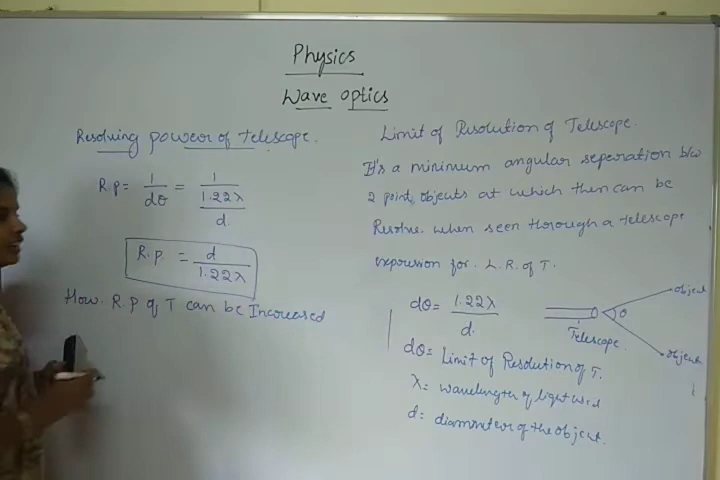 Physics
Wave optics
Resolving power of Telescope.
R.p = 1/dθ = 1/(1.22λ/d)
R.p. = d/1.22λ
How R.P of T can be Increased
Limit of Resolution of Telescope.
It's a minimum angular separation b/w
2 point objects at which then can be
Resolve when seen through a telescope
expression for L.R. of T.
dθ = 1.22λ/d
object
θ
Telescope
object
dθ = Limit of Resolution of T.
λ = wavelength of light
d = diameter of the object.